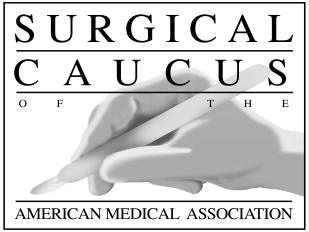 SURGICAL
CAUCUS
OF THE
AMERICAN MEDICAL ASSOCIATION